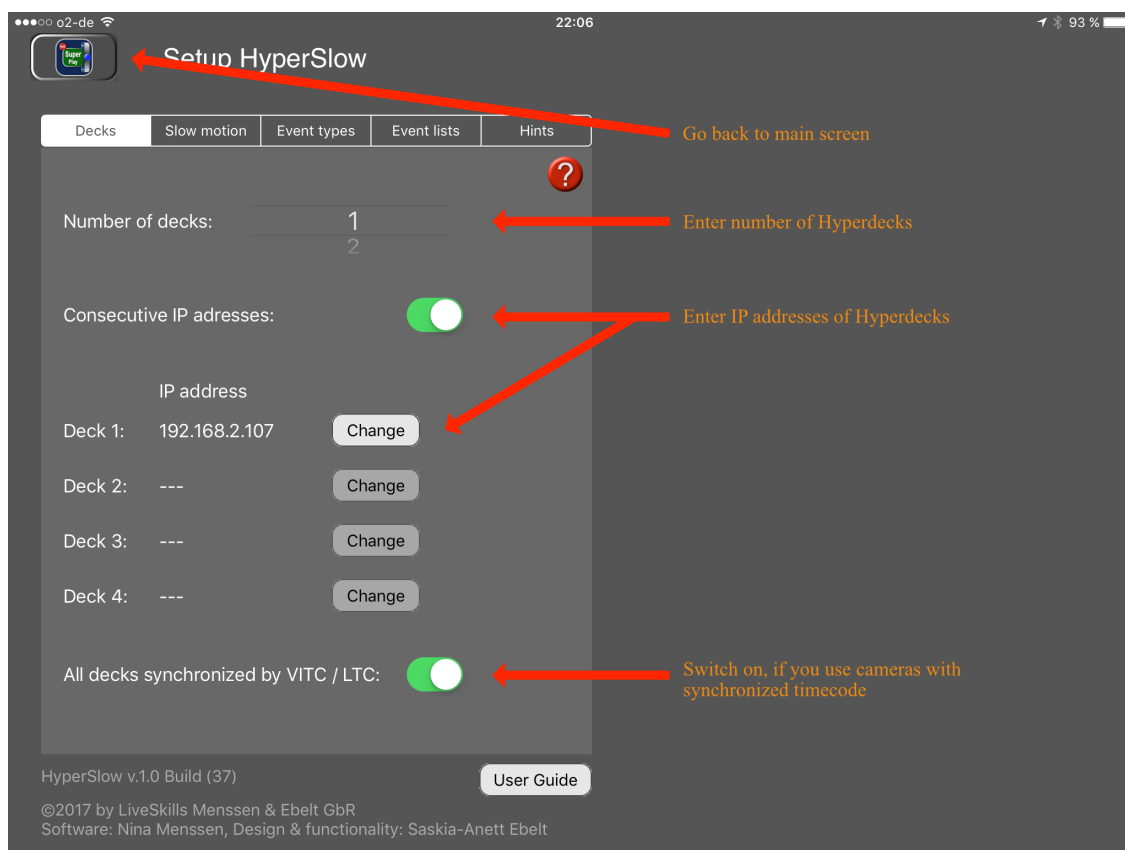 o2-de 22:06 93 %
Super
Play
Setup HyperSlow
Decks Slow motion Event types Event lists Hints
Go back to main screen
?
Number of decks: 1
2
Enter number of Hyperdecks
Consecutive IP adresses:
Enter IP addresses of Hyperdecks
IP address
Deck 1: 192.168.2.107 Change
Deck 2: --- Change
Deck 3: --- Change
Deck 4: --- Change
All decks synchronized by VITC / LTC:
Switch on, if you use cameras with
synchronized timecode
HyperSlow v.1.0 Build (37)
User Guide
©2017 by LiveSkills Menssen & Ebelt GbR
Software: Nina Menssen, Design & functionality: Saskia-Anett Ebelt